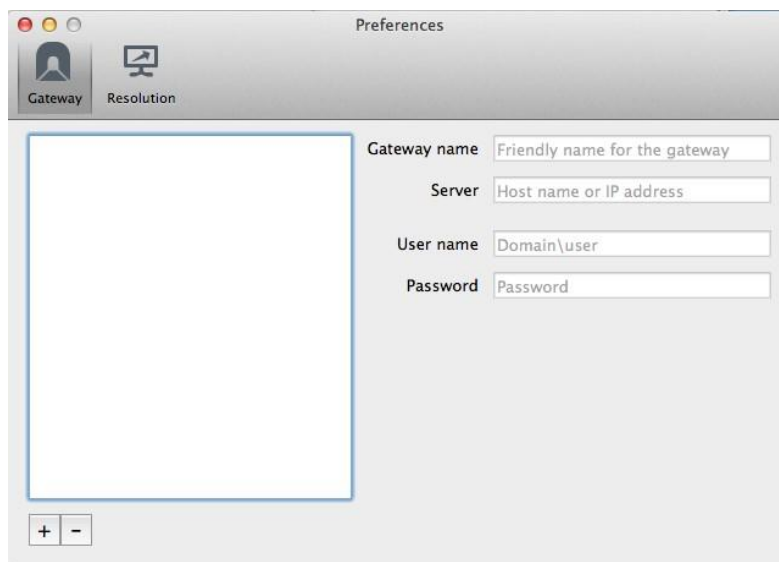 Preferences
Gateway Resolution
Gateway name Friendly name for the gateway
Server Host name or IP address
User name Domain\user
Password Password
+ -